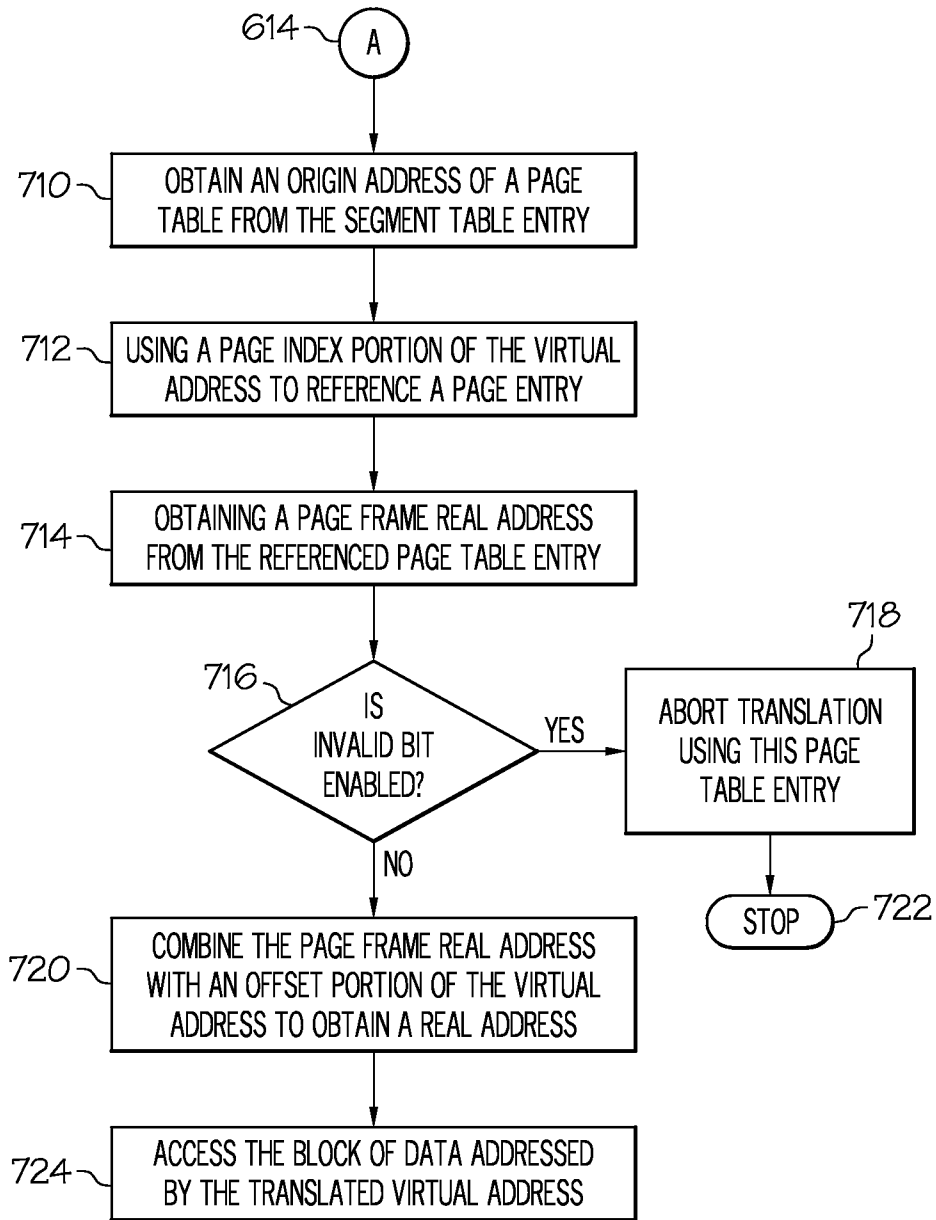 614
A
710
OBTAIN AN ORIGIN ADDRESS OF A PAGE
TABLE FROM THE SEGMENT TABLE ENTRY
712
USING A PAGE INDEX PORTION OF THE VIRTUAL
ADDRESS TO REFERENCE A PAGE ENTRY
714
OBTAINING A PAGE FRAME REAL ADDRESS
FROM THE REFERENCED PAGE TABLE ENTRY
716
IS
INVALID BIT
ENABLED?
YES
718
ABORT TRANSLATION
USING THIS PAGE
TABLE ENTRY
NO
STOP
722
720
COMBINE THE PAGE FRAME REAL ADDRESS
WITH AN OFFSET PORTION OF THE VIRTUAL
ADDRESS TO OBTAIN A REAL ADDRESS
724
ACCESS THE BLOCK OF DATA ADDRESSED
BY THE TRANSLATED VIRTUAL ADDRESS